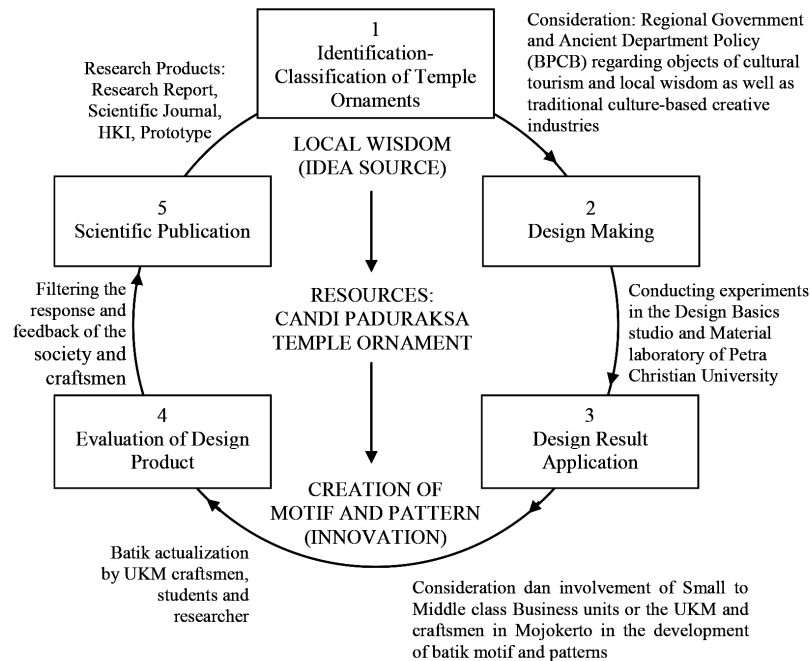 1
Identification-
Classification of Temple
Ornaments
Consideration: Regional Government
and Ancient Department Policy
(BPCB) regarding objects of cultural
tourism and local wisdom as well as
traditional culture-based creative
industries
Research Products:
Research Report,
Scientific Journal,
HKI, Prototype
LOCAL WISDOM
(IDEA SOURCE)
5
Scientific Publication
2
Design Making
Filtering the
response and
feedback of the
society and
craftsmen
RESOURCES:
CANDI PADURAKSA
TEMPLE ORNAMENT
Conducting experiments
in the Design Basics
studio and Material
laboratory of Petra
Christian University
4
Evaluation of Design
Product
3
Design Result
Application
CREATION OF
MOTIF AND PATTERN
(INNOVATION)
Batik actualization
by UKM craftsmen,
students and
researcher
Consideration dan involvement of Small to
Middle class Business units or the UKM and
craftsmen in Mojokerto in the development
of batik motif and patterns